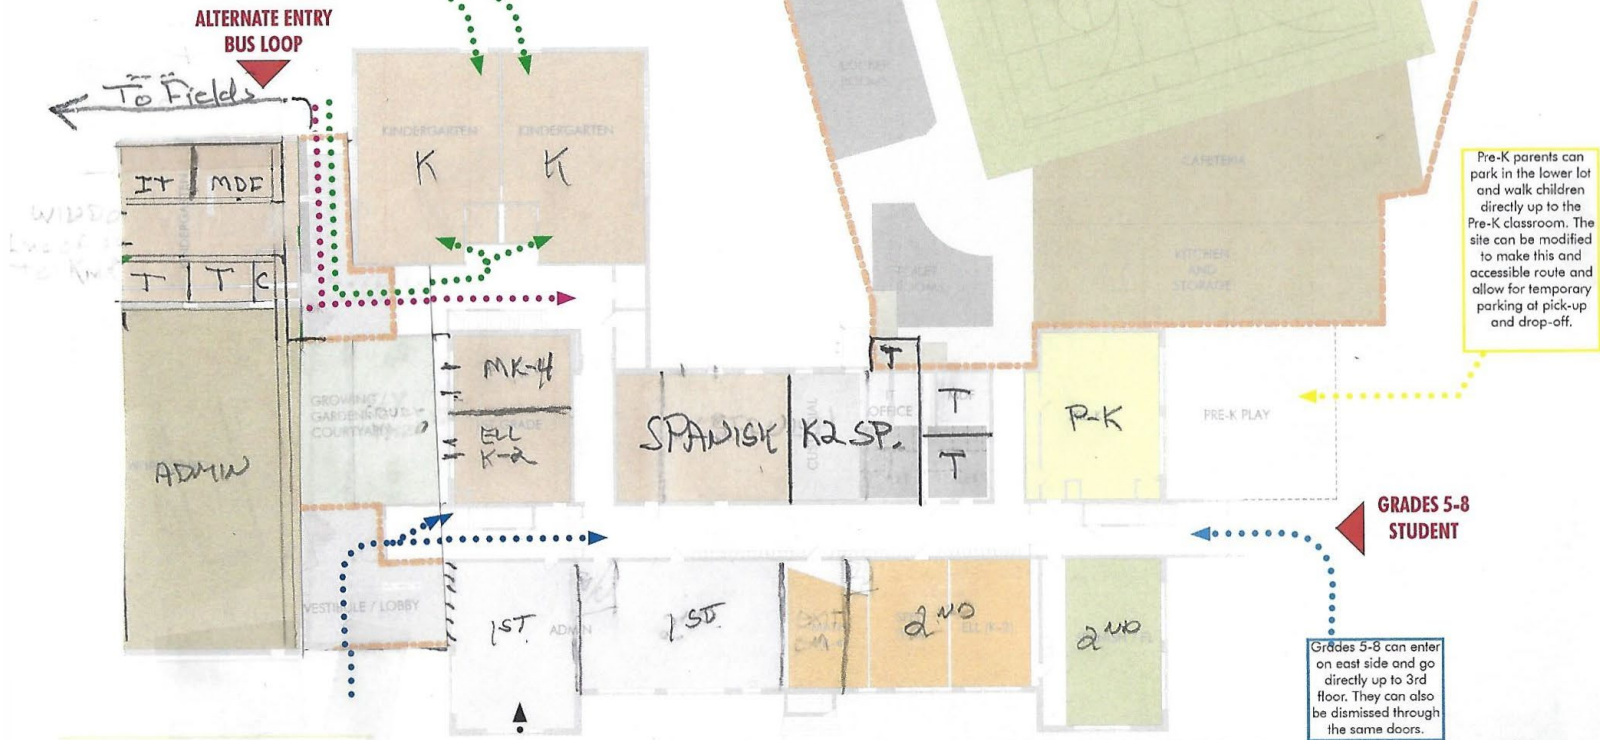 ALTERNATE ENTRY
BUS LOOP
To Fields
KINDERGARTEN
KINDERGARTEN
K
K
IT
MDF
T
T
C
ADMIN
GROWING /
GARDEN
COURTYARD
MK-4
ELL
K-2
SPANISH
K2 SP.
T
OFFICE
T
T
P-K
PRE-K PLAY
CAFETERIA
KITCHEN
AND
STORAGE
Pre-K parents can
park in the lower lot
and walk children
directly up to the
Pre-K classroom. The
site can be modified
to make this and
accessible route and
allow for temporary
parking at pick-up
and drop-off.
GRADES 5-8
STUDENT
VESTIBULE / LOBBY
1ST.
ADMIN
1ST.
2ND
ELL (K-2)
2ND
Grades 5-8 can enter
on east side and go
directly up to 3rd
floor. They can also
be dismissed through
the same doors.